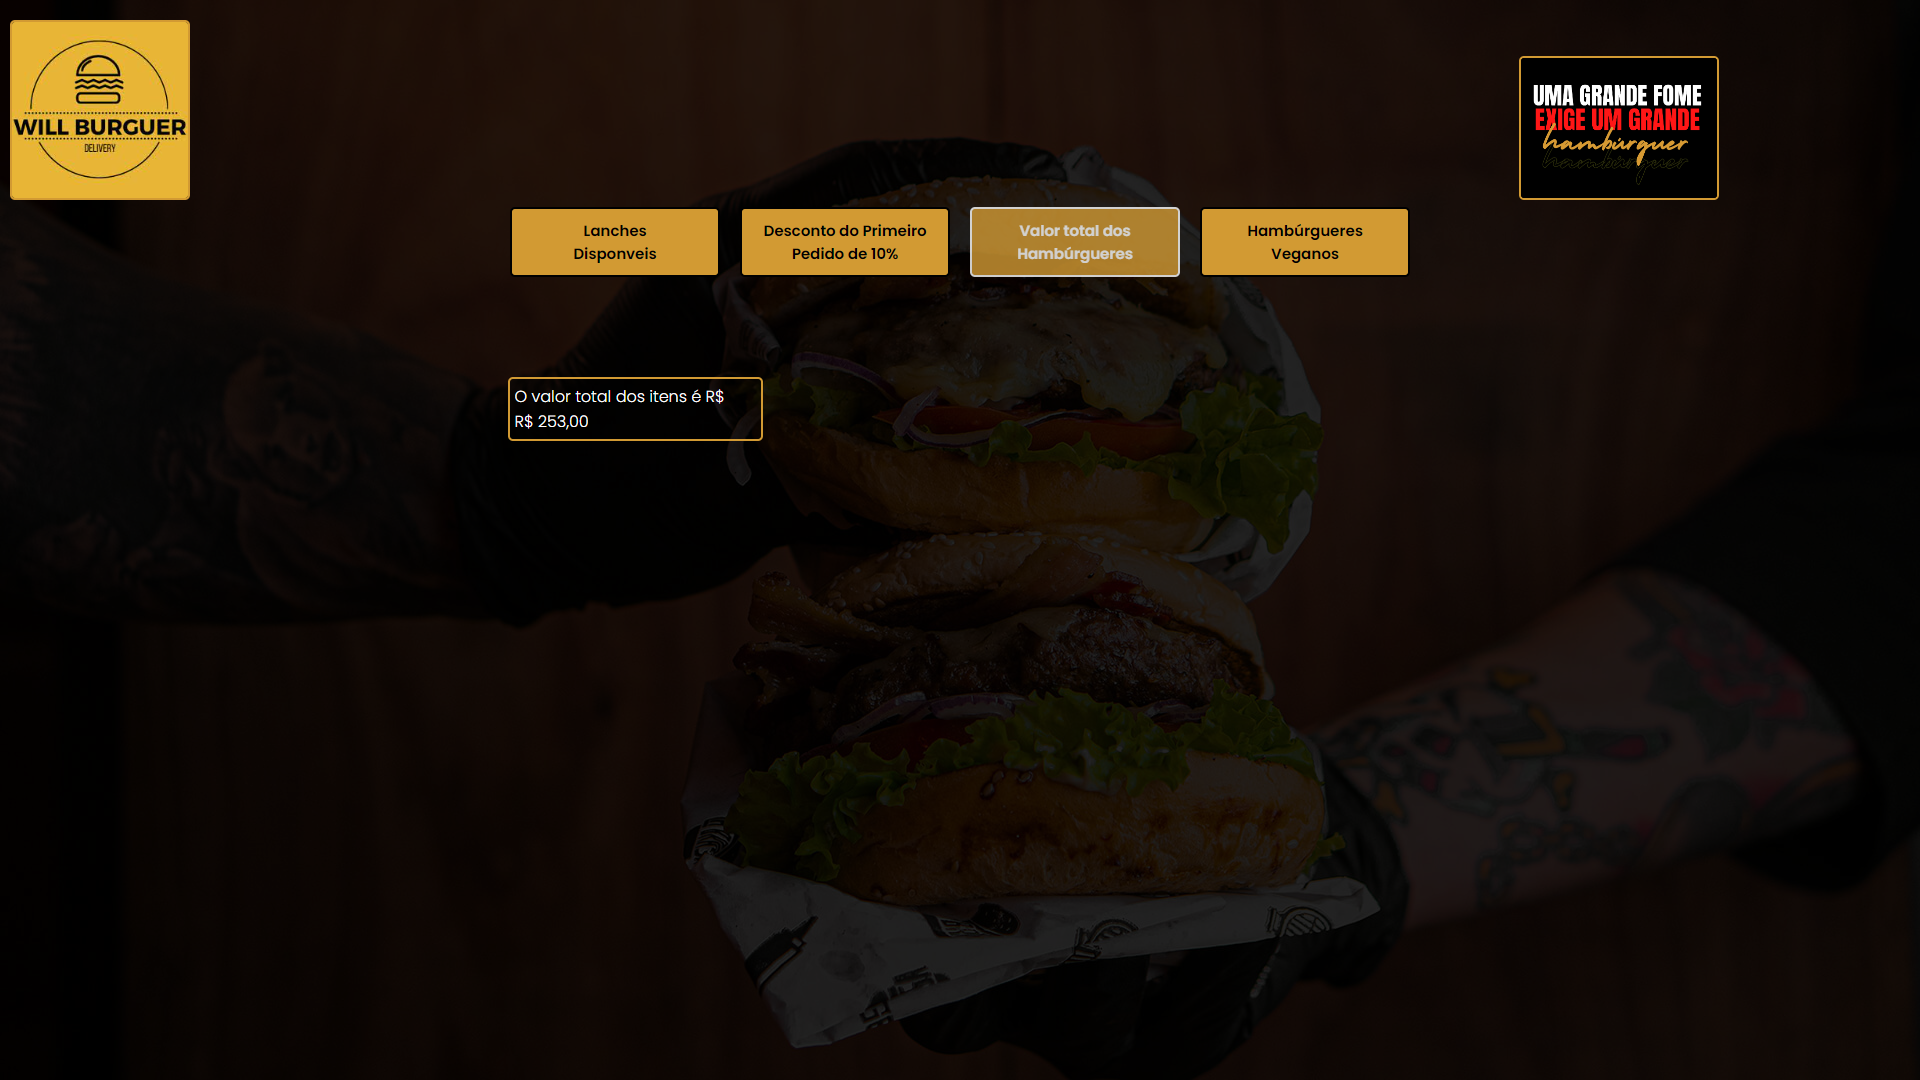 WILL BURGUER
DELIVERY
UMA GRANDE FOME
EXIGE UM GRANDE
hambúrguer
hambúrguer
Lanches
Disponveis
Desconto do Primeiro
Pedido de 10%
Valor total dos
Hambúrgueres
Hambúrgueres
Veganos
O valor total dos itens é R$
R$ 253,00